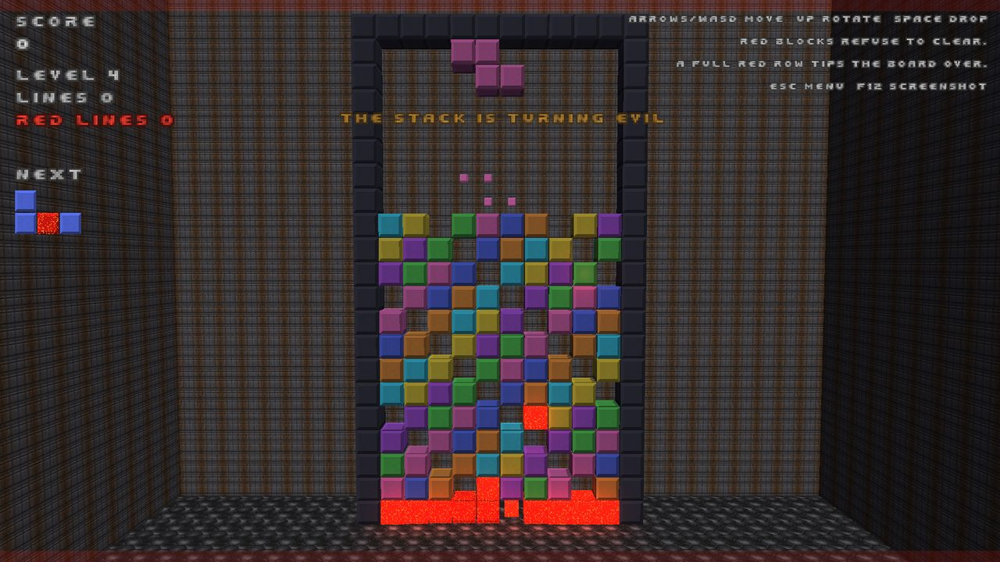 SCORE
0
LEVEL 4
LINES 0
RED LINES 0
NEXT
ARROWS/WASD MOVE  UP ROTATE  SPACE DROP
RED BLOCKS REFUSE TO CLEAR.
A FULL RED ROW TIPS THE BOARD OVER.
ESC MENU  F12 SCREENSHOT
THE STACK IS TURNING EVIL